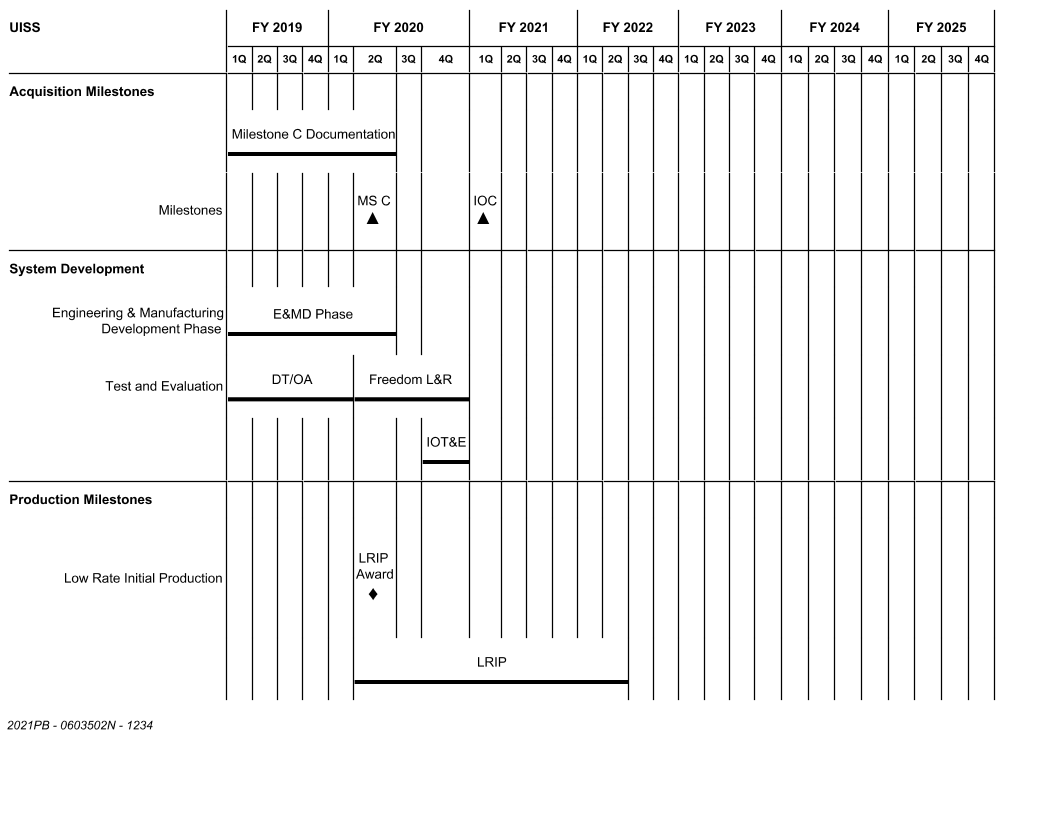 UISS FY 2019 FY 2020 FY 2021 FY 2022 FY 2023 FY 2024 FY 2025
1Q 2Q 3Q 4Q 1Q 2Q 3Q 4Q 1Q 2Q 3Q 4Q 1Q 2Q 3Q 4Q 1Q 2Q 3Q 4Q 1Q 2Q 3Q 4Q 1Q 2Q 3Q 4Q
Acquisition Milestones
Milestone C Documentation
MS C IOC
Milestones
System Development
Engineering & Manufacturing
Development Phase
E&MD Phase
Test and Evaluation
DT/OA Freedom L&R
IOT&E
Production Milestones
Low Rate Initial Production
LRIP
Award
LRIP
2021PB - 0603502N - 1234